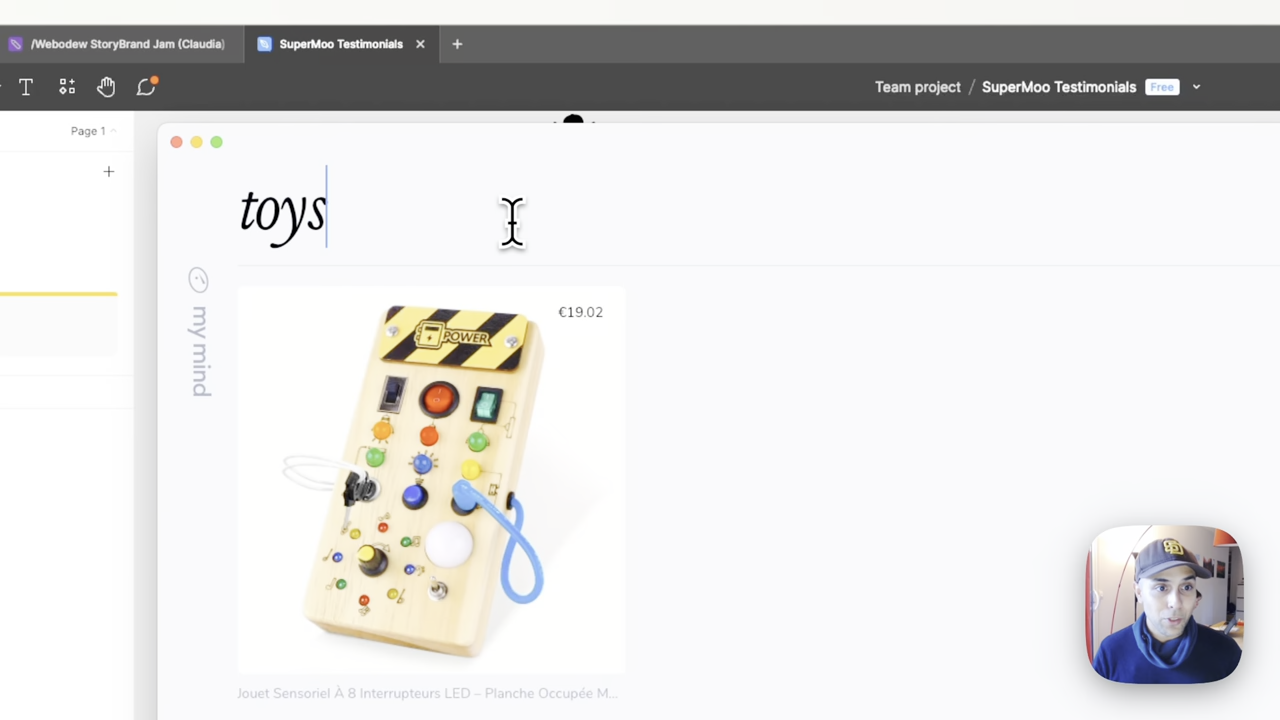 /Webodew StoryBrand Jam (Claudia)
SuperMoo Testimonials
Team project / SuperMoo Testimonials Free
Page 1
toys
my mind
€19.02
POWER
Jouet Sensoriel À 8 Interrupteurs LED – Planche Occupée M...